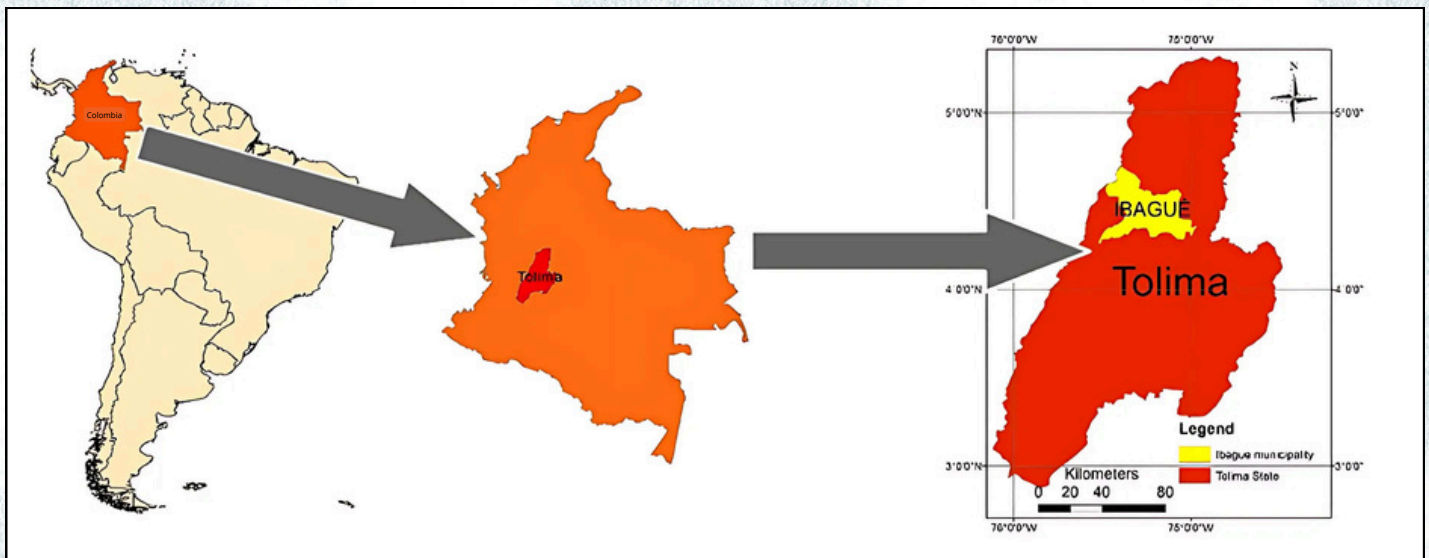 Colombia
Tolima
76°0'0"W 75°0'0"W
N
5°0'0"N 5°0'0"
IBAGUÈ
Tolima
4°0'0"N 4°0'0"
Legend
Ibague municipality
Tolima State
3°0'0"N 3°0'0"
Kilometers
0 20 40 80
76°0'0"W 75°0'0"W